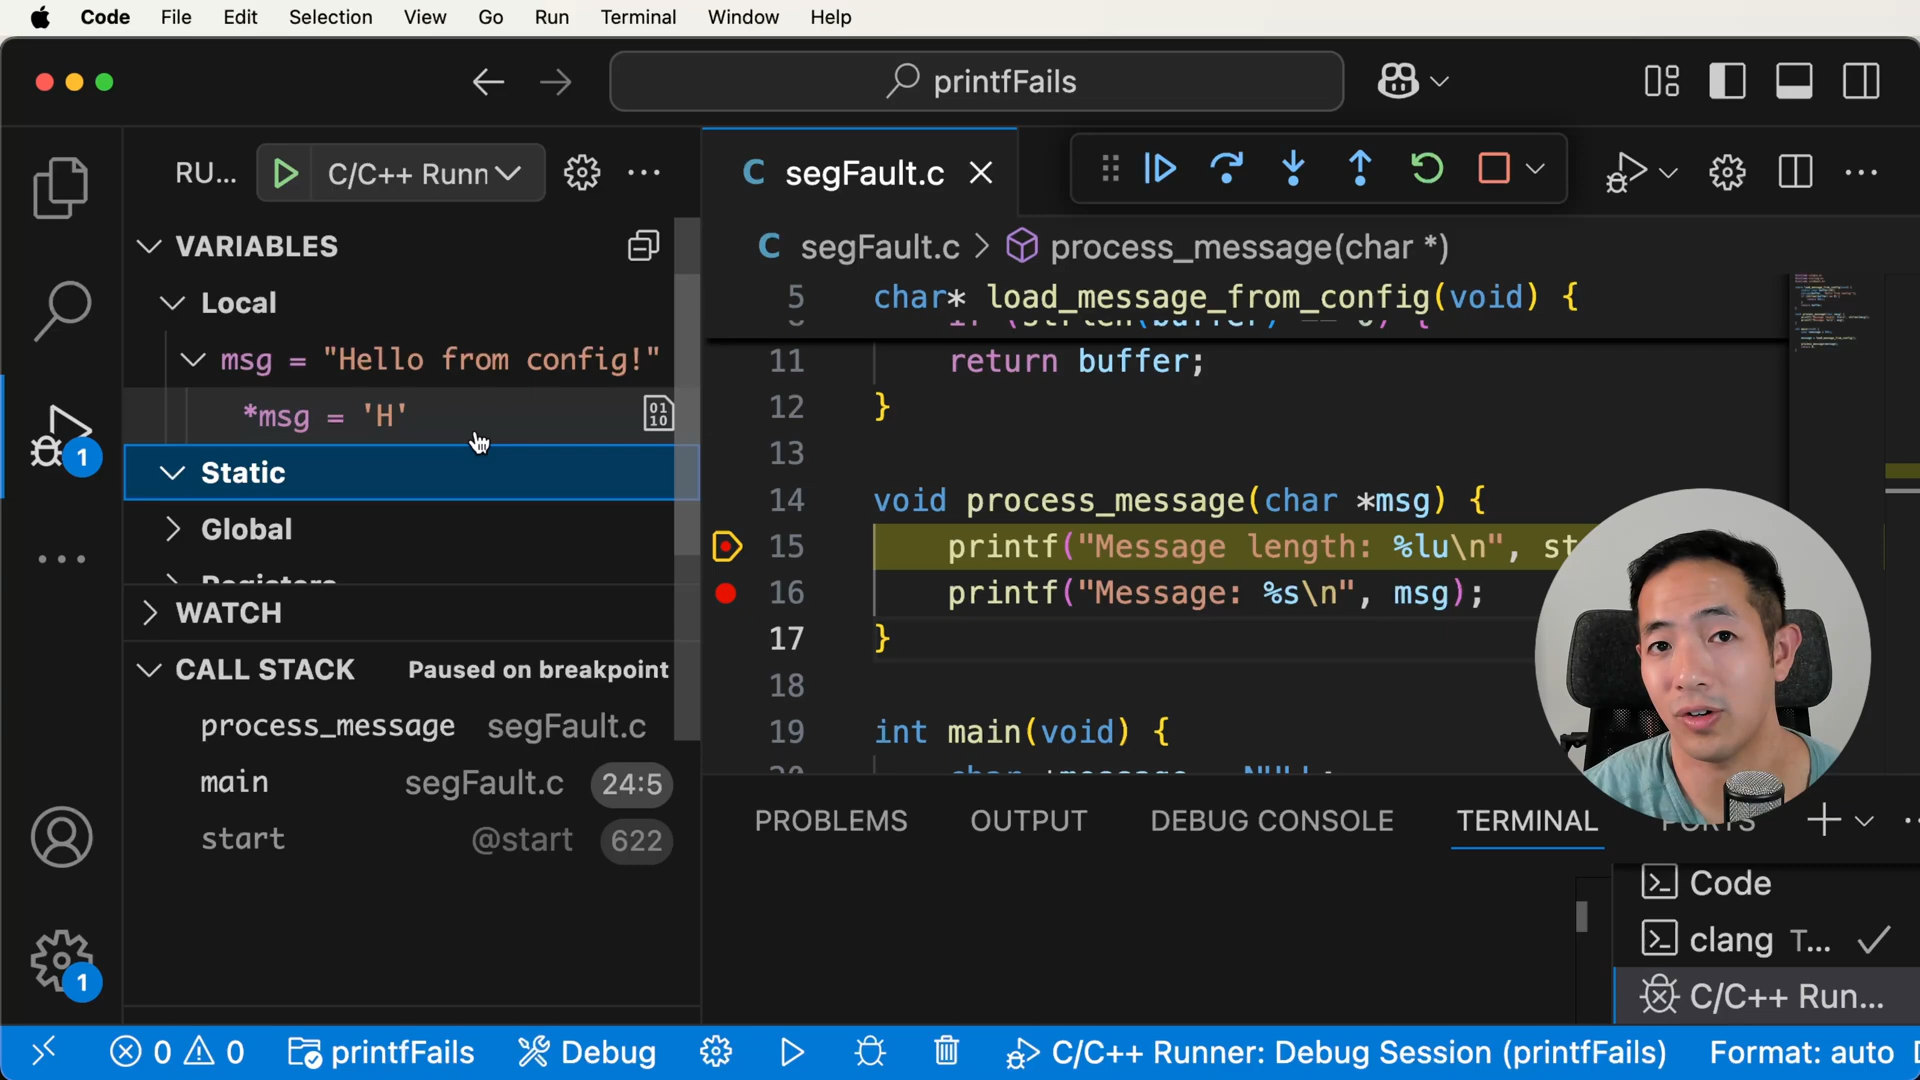 Code File Edit Selection View Go Run Terminal Window Help
printfFails
RU... C/C++ Runn
C segFault.c
VARIABLES
C segFault.c > process_message(char *)
Local
5 char* load_message_from_config(void) {
msg = "Hello from config!"
11 return buffer;
*msg = 'H'
01
10
12 }
13
Static
14 void process_message(char *msg) {
Global
15 printf("Message length: %lu\n", st
Registers
16 printf("Message: %s\n", msg);
WATCH
17 }
CALL STACK Paused on breakpoint
18
process_message segFault.c
19 int main(void) {
main segFault.c 24:5
start @start 622
1
1
PROBLEMS OUTPUT DEBUG CONSOLE TERMINAL PORTS
Code
clang T...
C/C++ Run...
0 0 printfFails Debug C/C++ Runner: Debug Session (printfFails) Format: auto